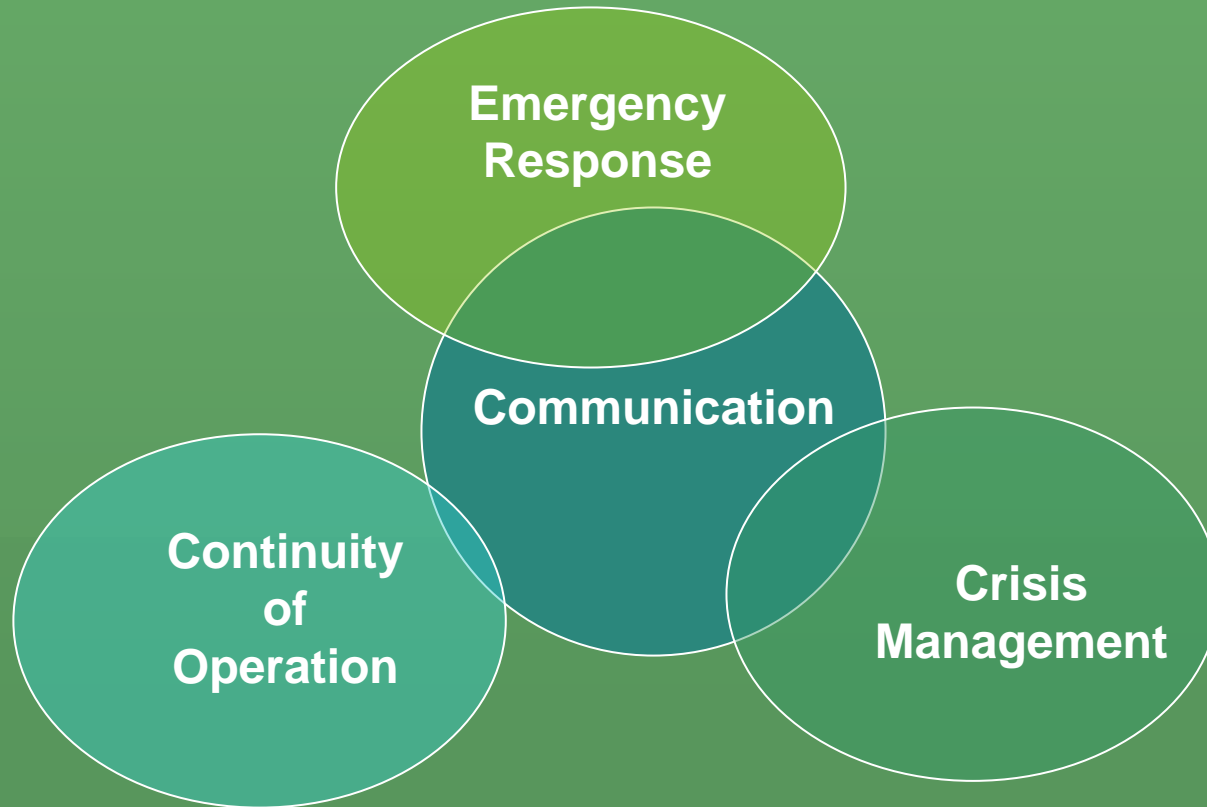 Emergency
Response
Communication
Continuity
of
Operation
Crisis
Management